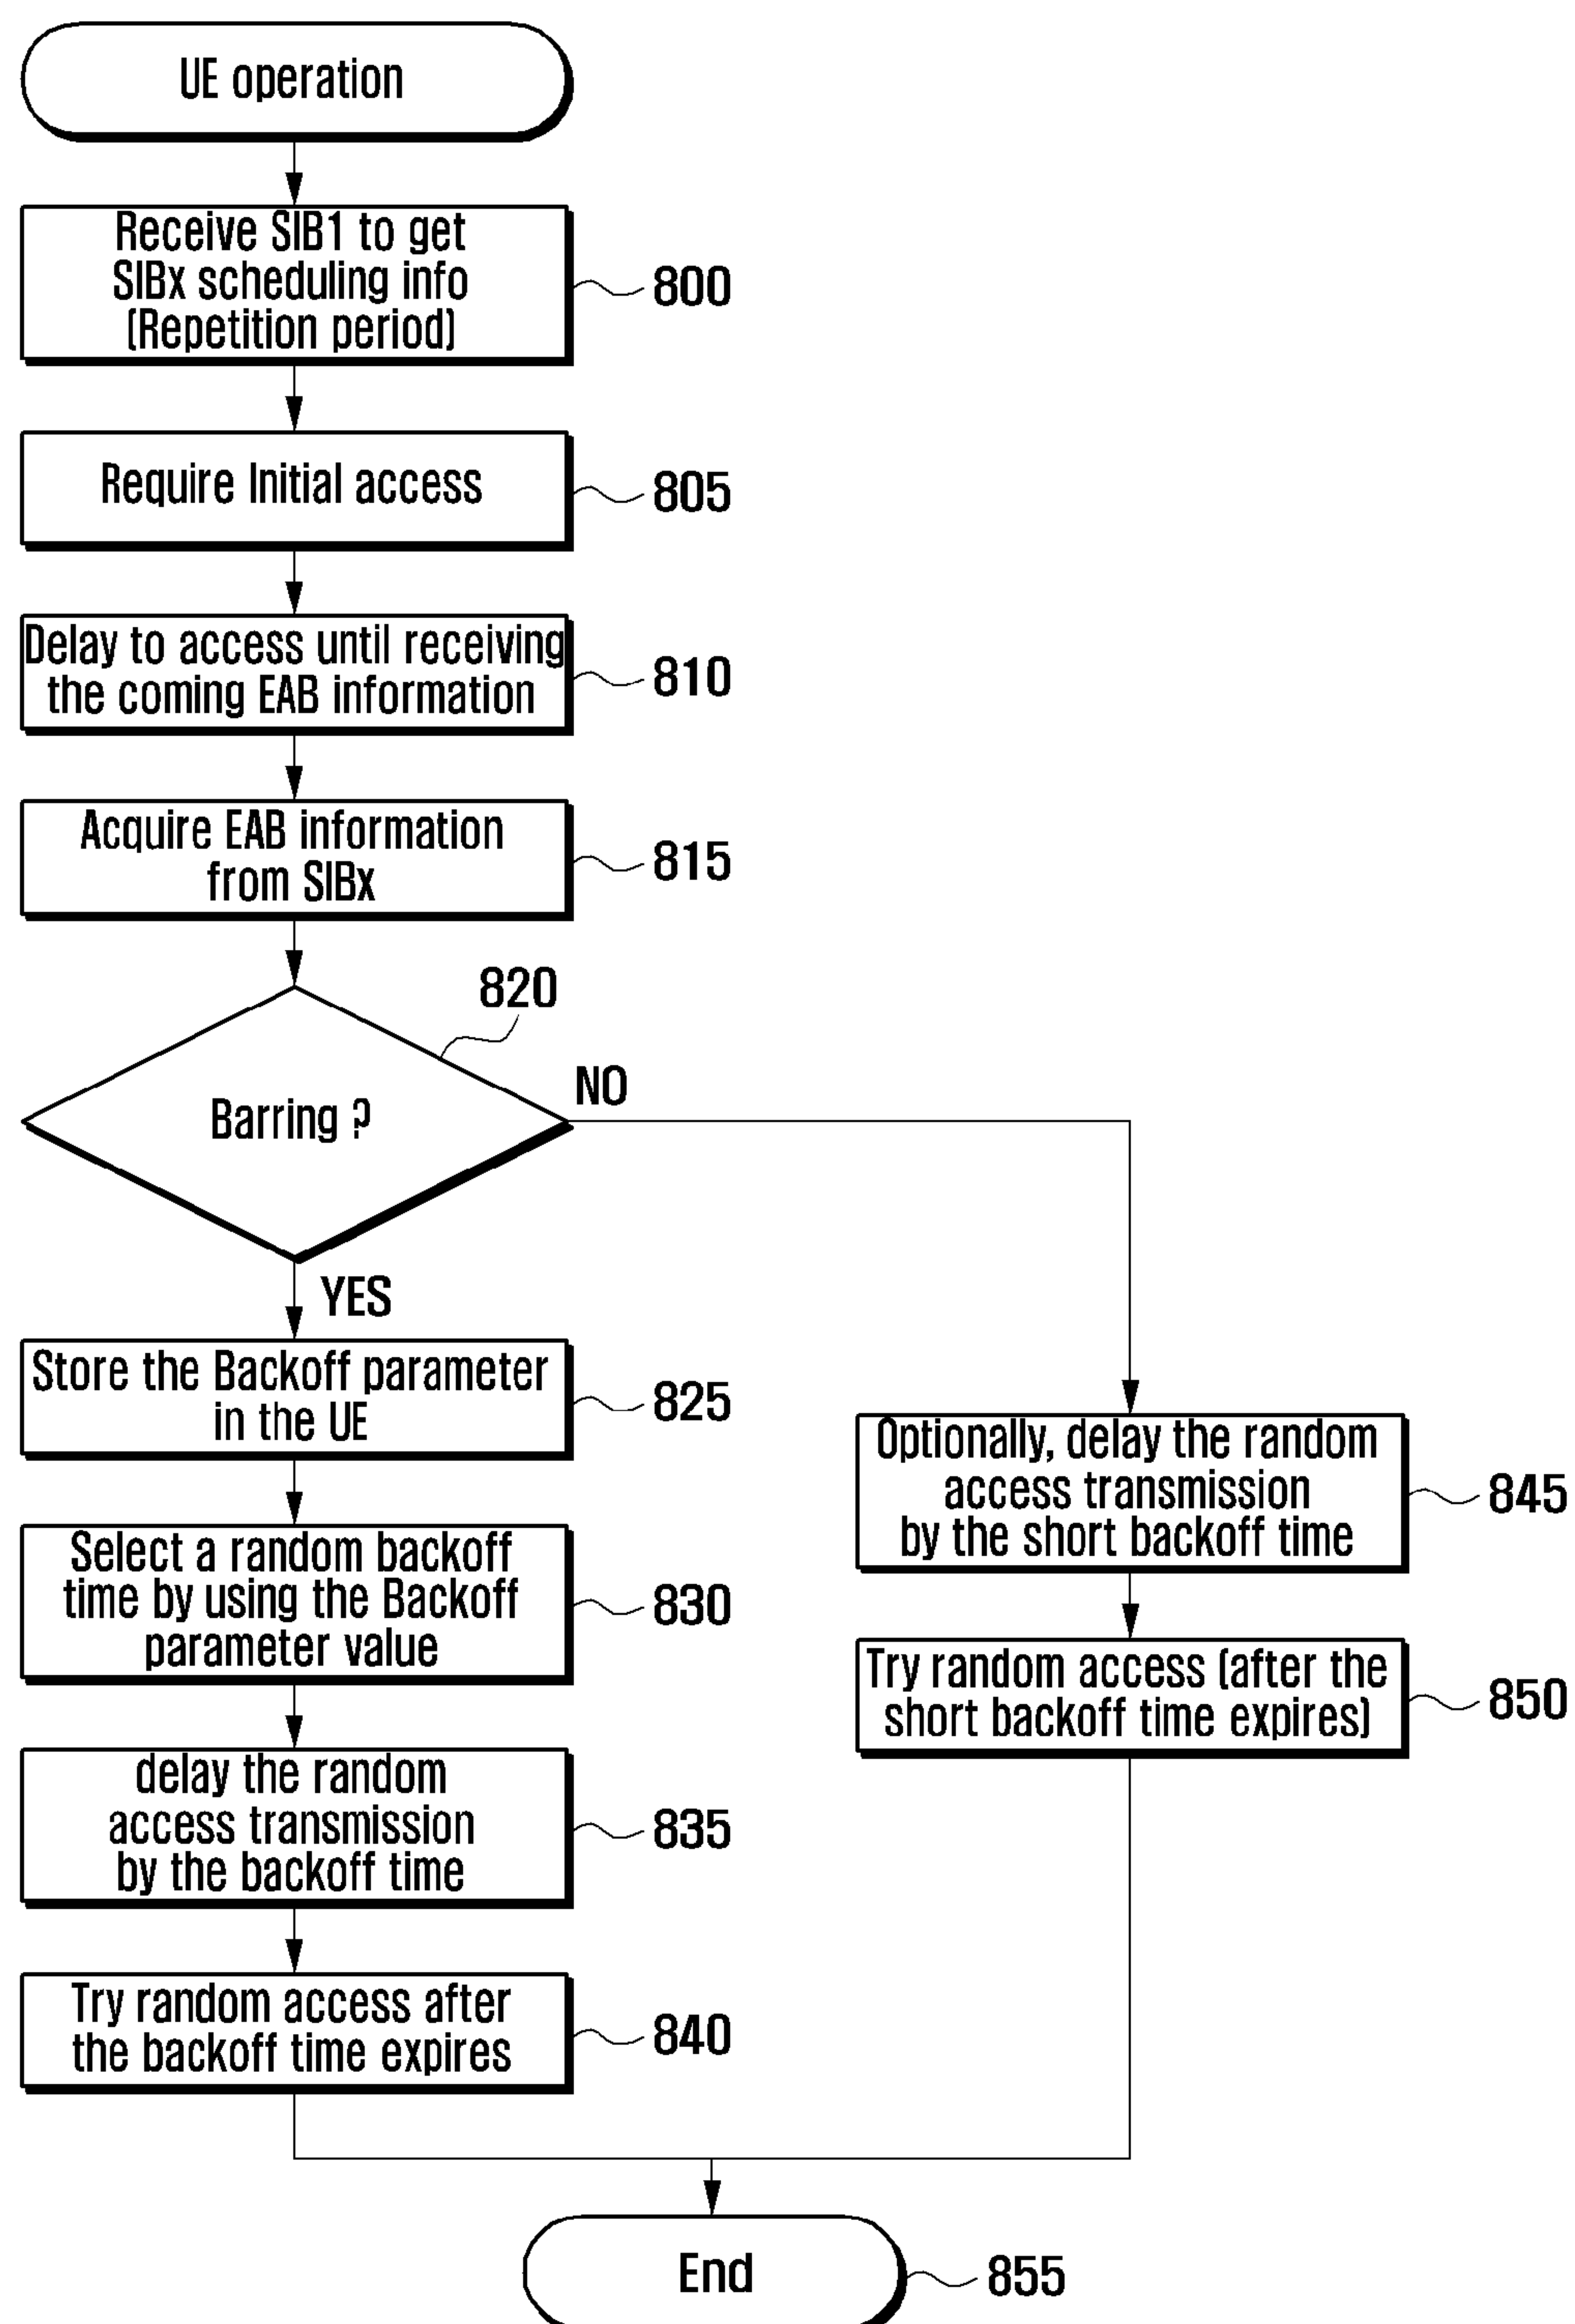 UE operation
Receive SIB1 to get
SIBx scheduling info
(Repetition period)
800
Require Initial access
805
Delay to access until receiving
the coming EAB information
810
Acquire EAB information
from SIBx
815
820
Barring ?
NO
YES
Store the Backoff parameter
in the UE
825
Optionally, delay the random
access transmission
by the short backoff time
845
Select a random backoff
time by using the Backoff
parameter value
830
Try random access (after the
short backoff time expires)
850
delay the random
access transmission
by the backoff time
835
Try random access after
the backoff time expires
840
End
855